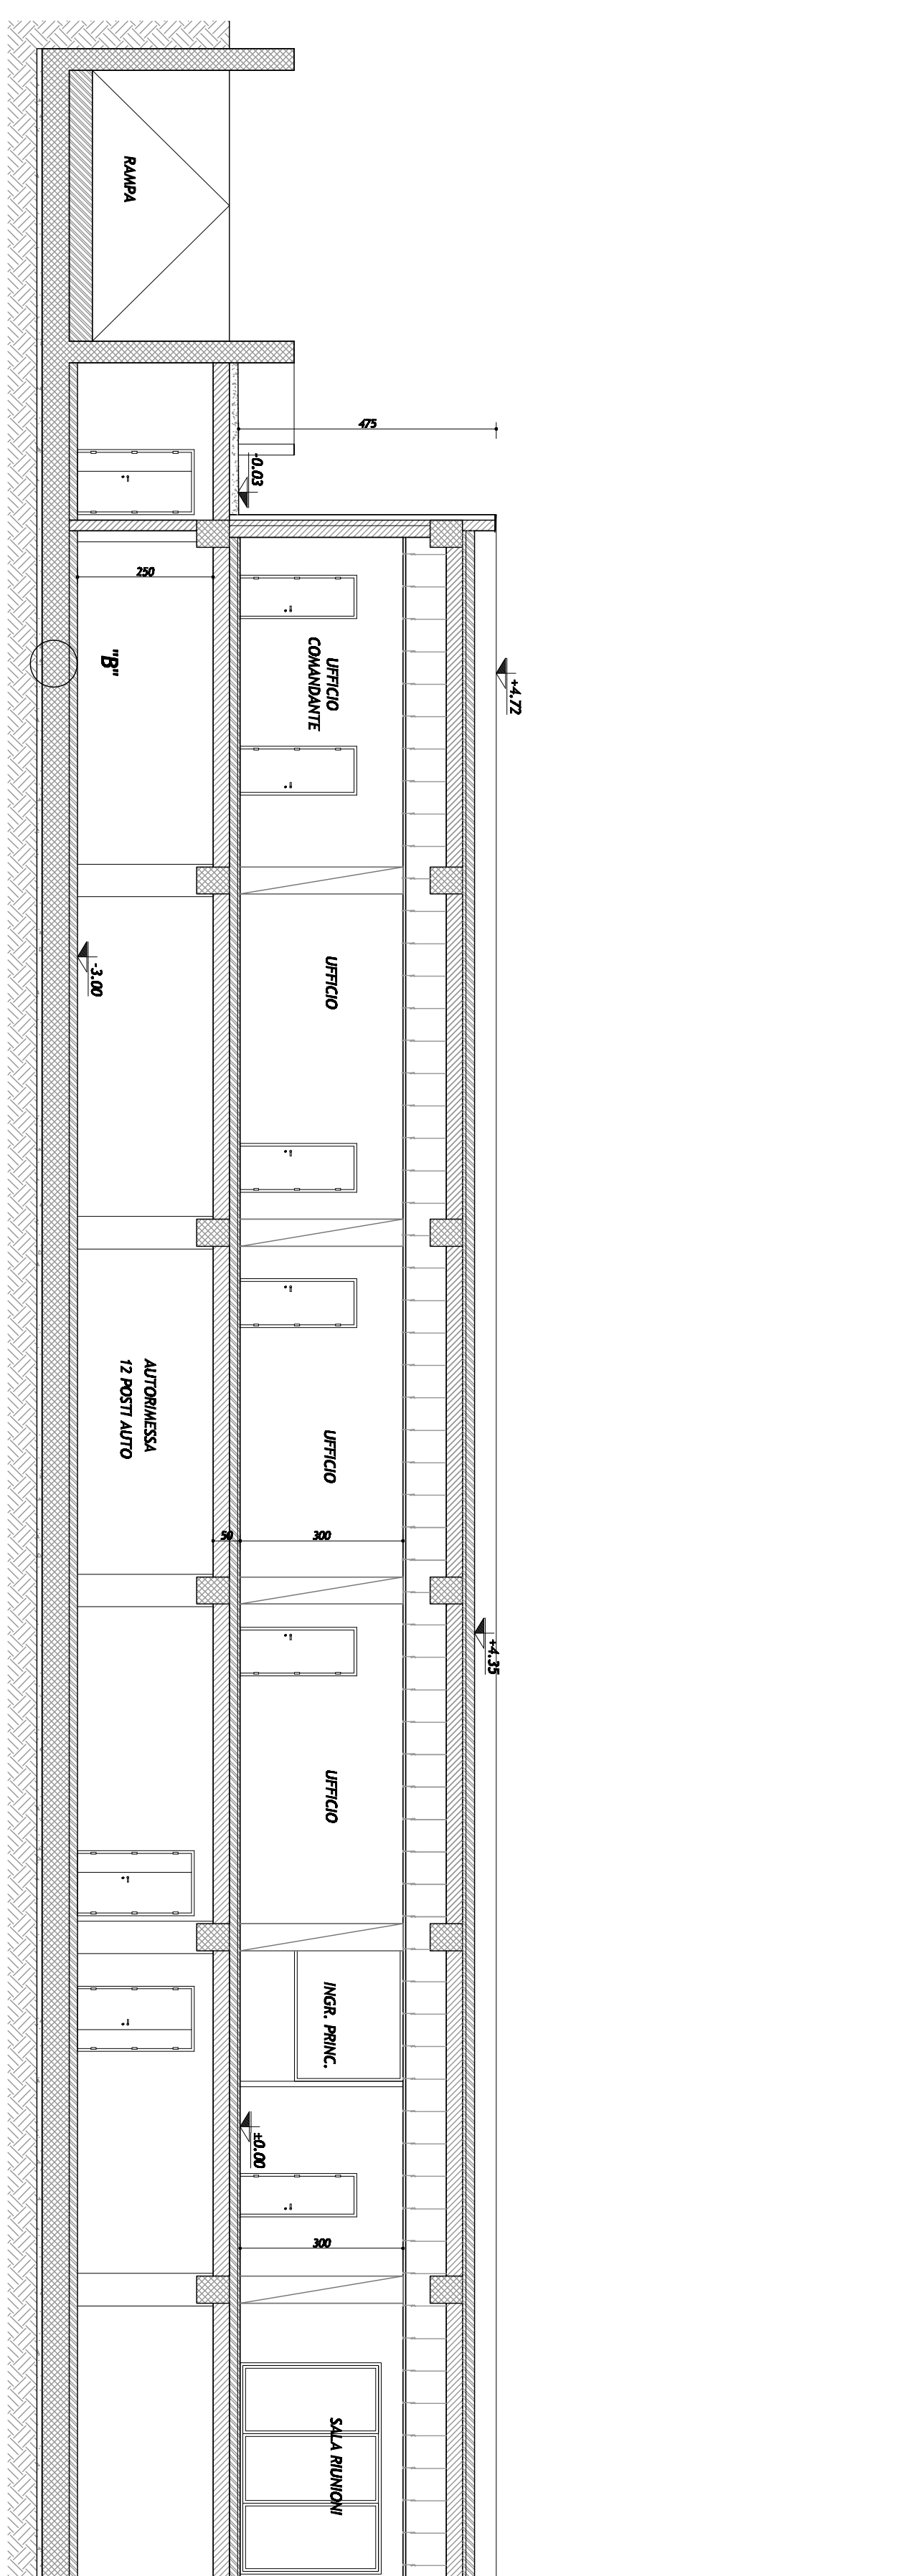 RAMPA
475
-0.03
250
"B"
UFFICIO
COMANDANTE
+4.72
UFFICIO
-3.00
AUTORIMESSA
12 POSTI AUTO
UFFICIO
50
300
+4.35
UFFICIO
INGR. PRINC.
±0.00
300
SALA RIUNIONI